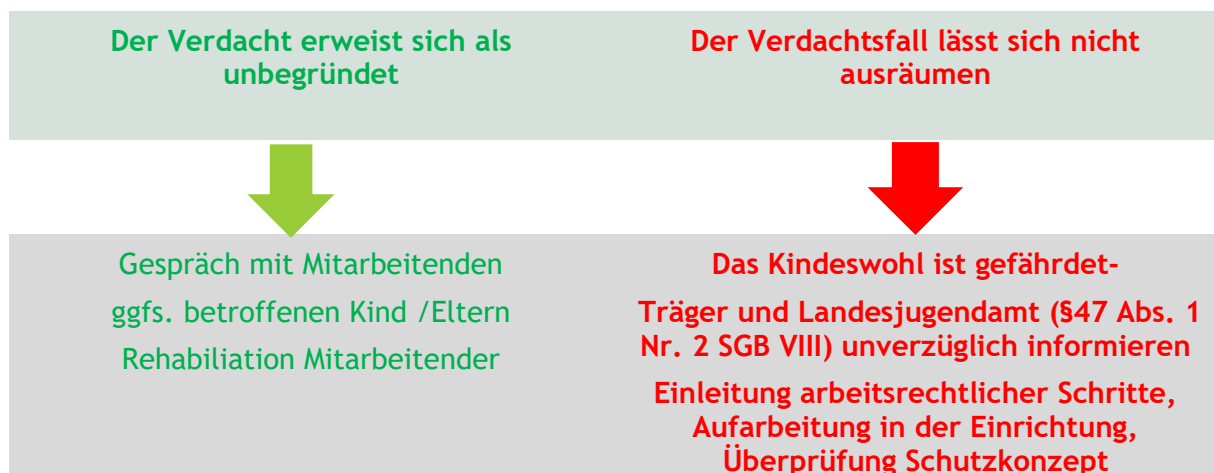 Der Verdacht erweist sich als
unbegründet
Der Verdachtsfall lässt sich nicht
ausräumen
Gespräch mit Mitarbeitenden
ggfs. betroffenen Kind /Eltern
Rehabiliation Mitarbeitender
Das Kindeswohl ist gefährdet-
Träger und Landesjugendamt (§47 Abs. 1
Nr. 2 SGB VIII) unverzüglich informieren
Einleitung arbeitsrechtlicher Schritte,
Aufarbeitung in der Einrichtung,
Überprüfung Schutzkonzept